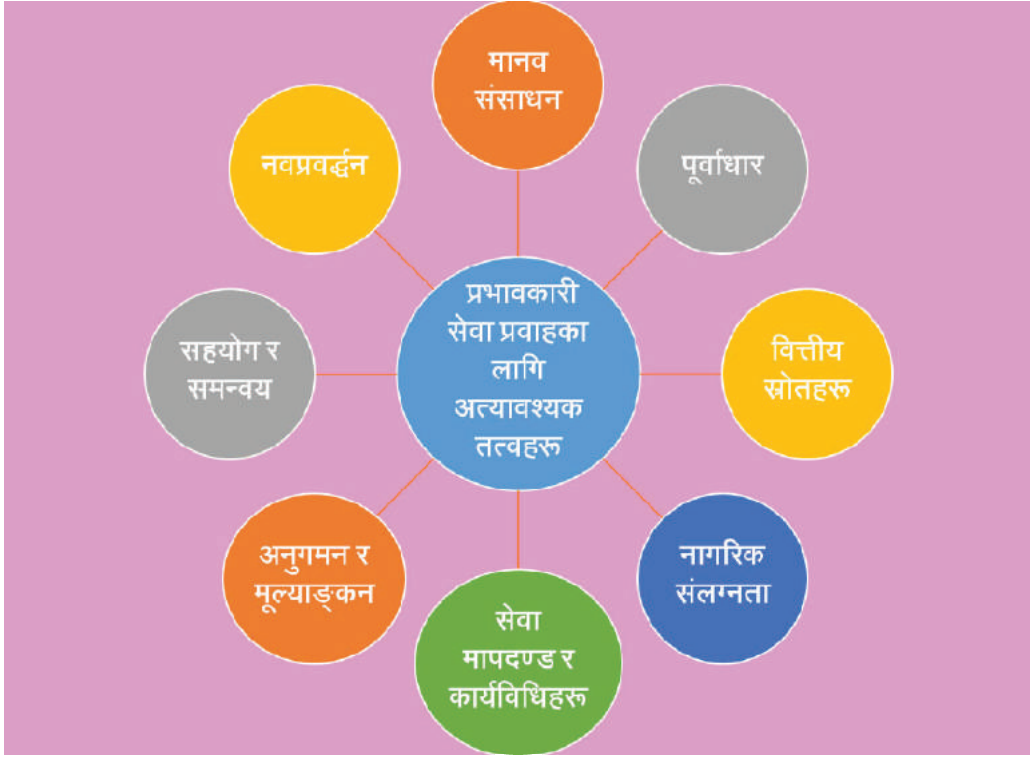 मानव
संसाधन
पूर्वाधार
वित्तीय
स्रोतहरू
नागरिक
संलग्नता
सेवा
मापदण्ड र
कार्यविधिहरू
अनुगमन र
मूल्याङ्कन
सहयोग र
समन्वय
नवप्रवर्द्धन
प्रभावकारी
सेवा प्रवाहका
लागि
अत्यावश्यक
तत्वहरू